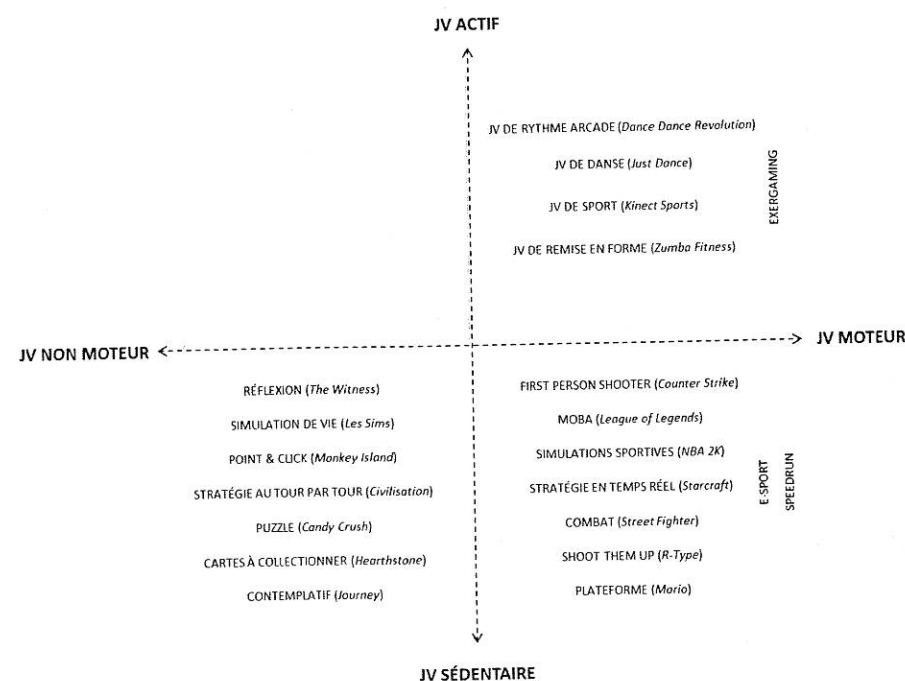 JV ACTIF
JV DE RYTHME ARCADE (Dance Dance Revolution)
JV DE DANSE (Just Dance)
JV DE SPORT (Kinect Sports)
JV DE REMISE EN FORME (Zumba Fitness)
EXERGAMING
JV NON MOTEUR
JV MOTEUR
RÉFLEXION (The Witness)
SIMULATION DE VIE (Les Sims)
POINT & CLICK (Monkey Island)
STRATÉGIE AU TOUR PAR TOUR (Civilisation)
PUZZLE (Candy Crush)
CARTES À COLLECTIONNER (Hearthstone)
CONTEMPLATIF (Journey)
FIRST PERSON SHOOTER (Counter Strike)
MOBA (League of Legends)
SIMULATIONS SPORTIVES (NBA 2K)
STRATÉGIE EN TEMPS RÉEL (Starcraft)
COMBAT (Street Fighter)
SHOOT THEM UP (R-Type)
PLATEFORME (Mario)
E-SPORT
SPEEDRUN
JV SÉDENTAIRE